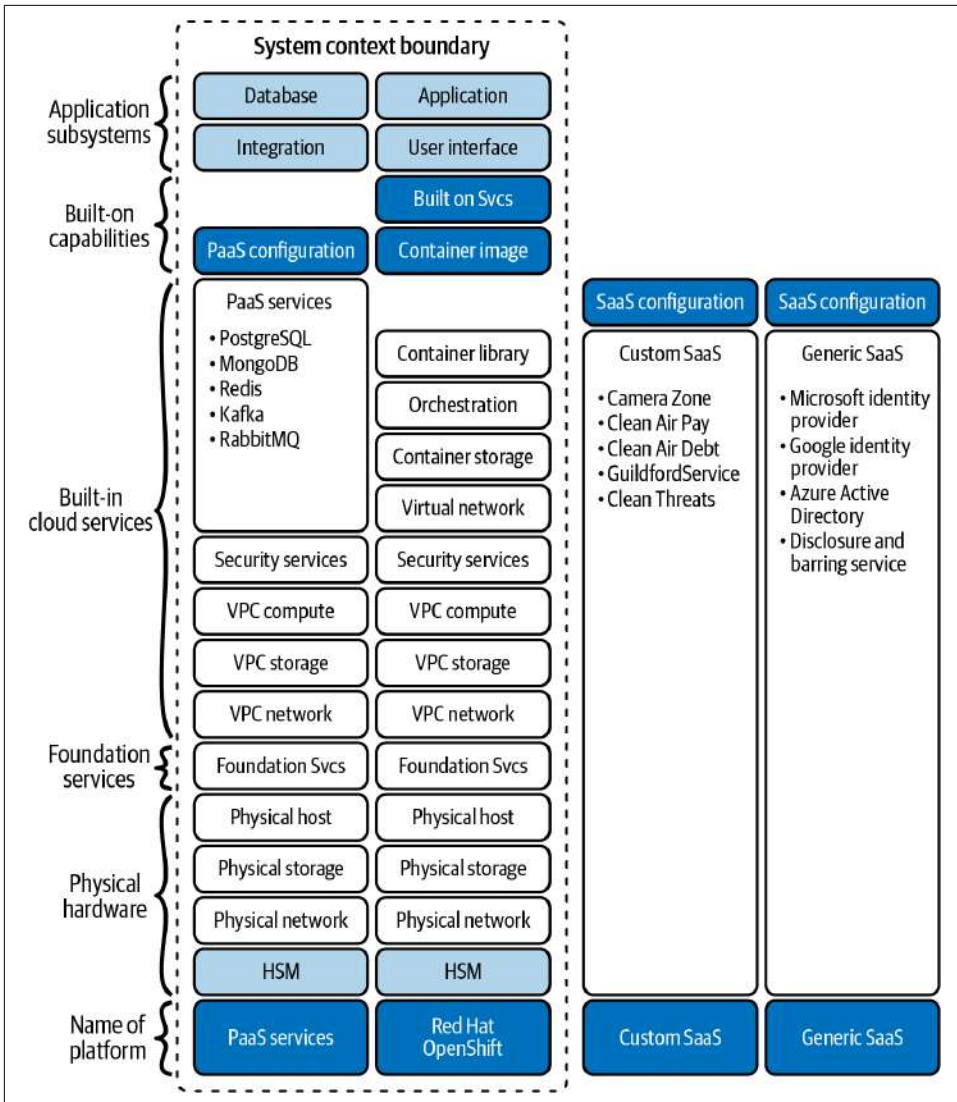 System context boundary
Application
subsystems
Database
Application
Integration
User interface
Built-on
capabilities
Built on Svcs
PaaS configuration
Container image
Built-in
cloud services
PaaS services
• PostgreSQL
• MongoDB
• Redis
• Kafka
• RabbitMQ
Container library
Orchestration
Container storage
Virtual network
Security services
Security services
VPC compute
VPC compute
VPC storage
VPC storage
VPC network
VPC network
Foundation
services
Foundation Svcs
Foundation Svcs
Physical
hardware
Physical host
Physical host
Physical storage
Physical storage
Physical network
Physical network
HSM
HSM
Name of
platform
PaaS services
Red Hat
OpenShift
SaaS configuration
Custom SaaS
• Camera Zone
• Clean Air Pay
• Clean Air Debt
• GuildfordService
• Clean Threats
Custom SaaS
SaaS configuration
Generic SaaS
• Microsoft identity
provider
• Google identity
provider
• Azure Active
Directory
• Disclosure and
barring service
Generic SaaS